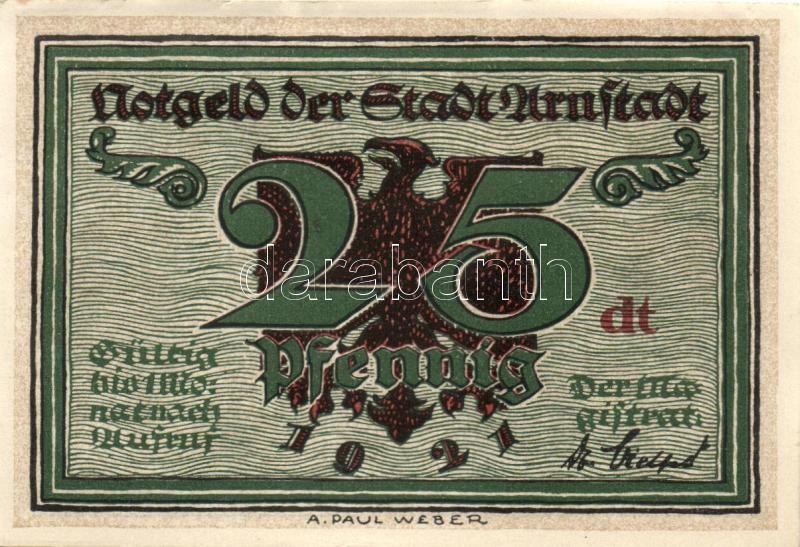 Notgeld der Stadt Arnstadt
25
dt
Pfennig
Gültig
bis 1 Mo-
nat nach
Aufruf
Der Ma-
gistrat.
1921
A. PAUL WEBER
darabanth